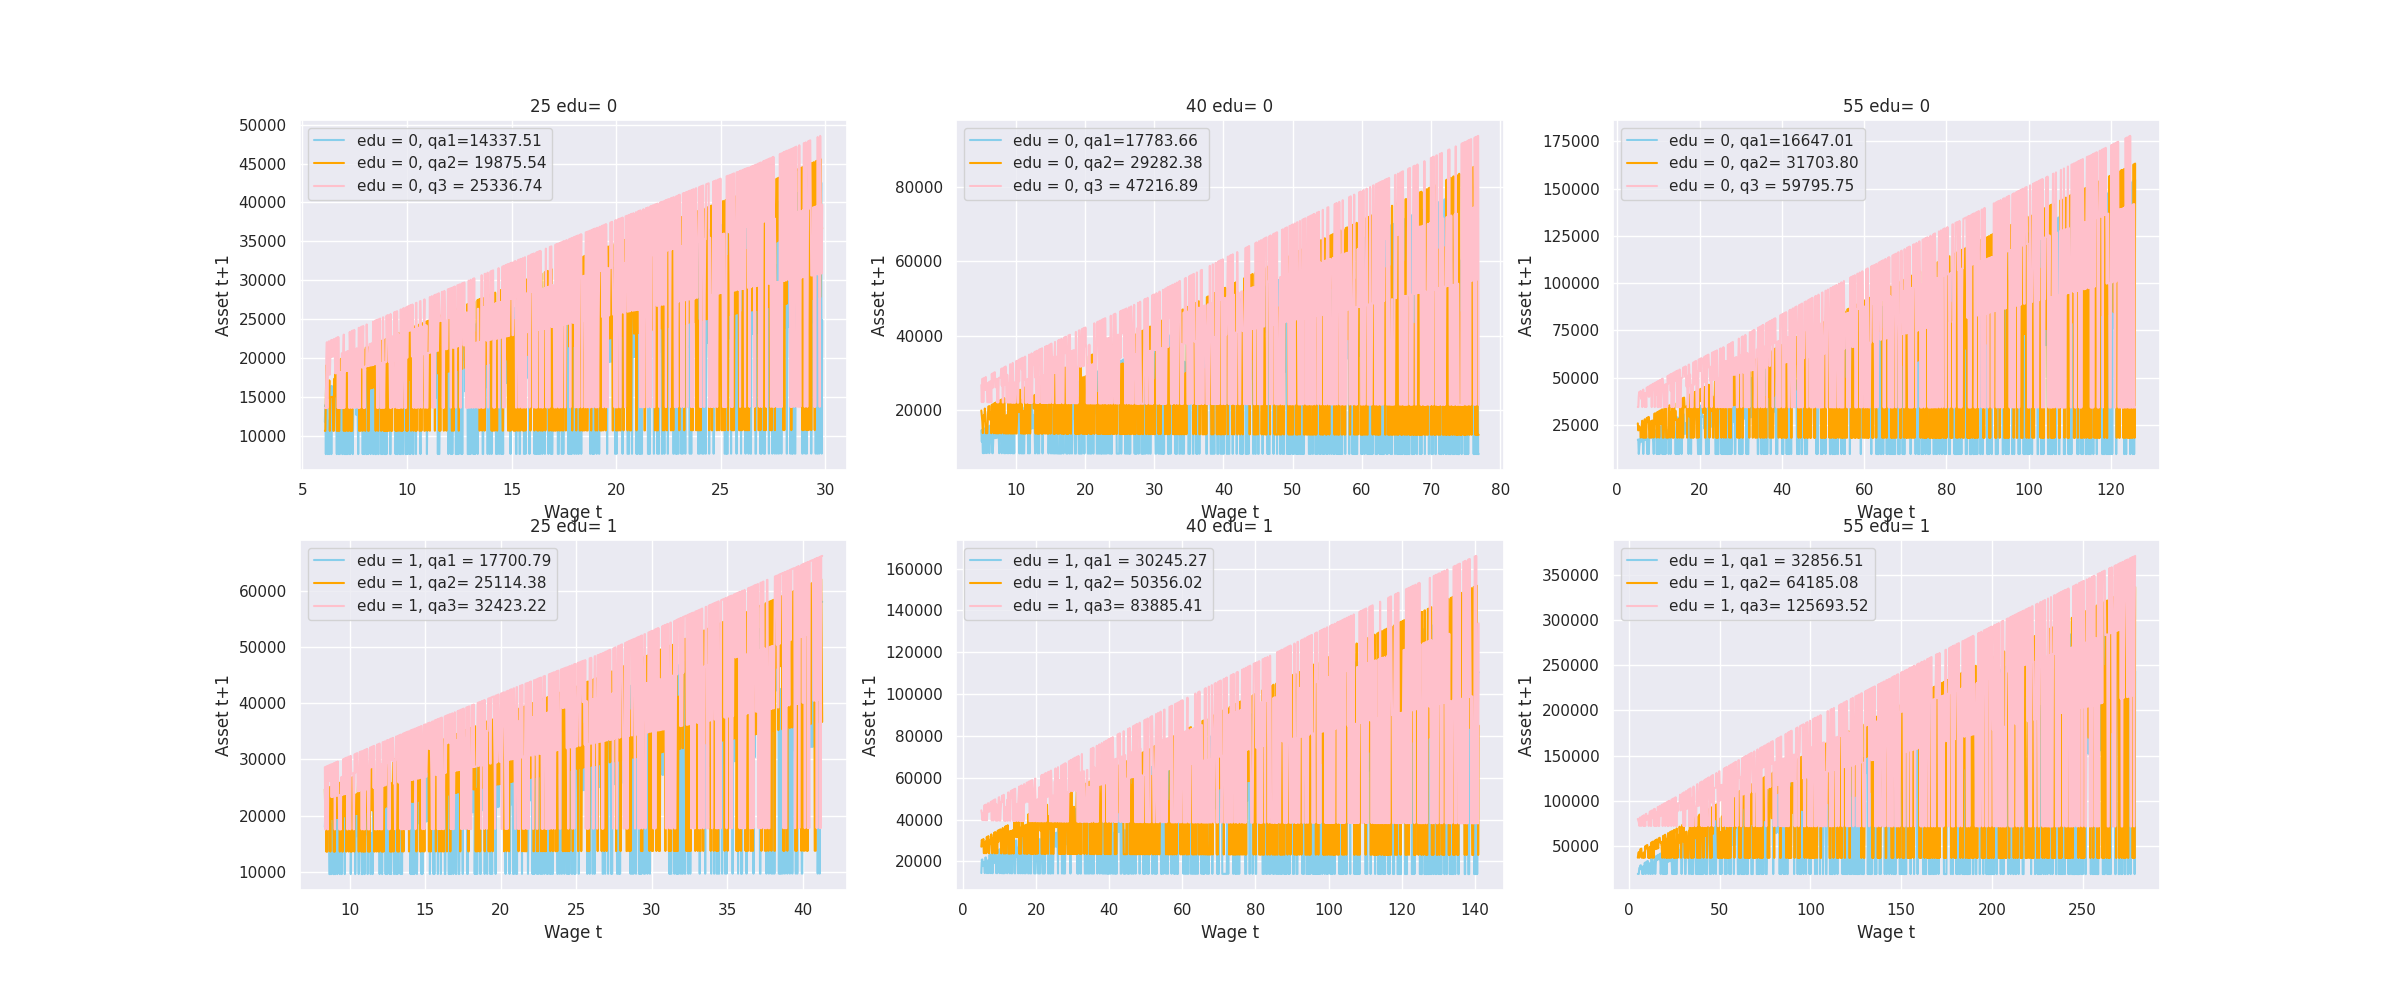 25 edu= 0
50000
45000
40000
35000
30000
25000
20000
15000
10000
Asset t+1
edu = 0, qa1=14337.51
edu = 0, qa2= 19875.54
edu = 0, q3 = 25336.74
5 10 15 20 25 30
Wage t
40 edu= 0
80000
60000
40000
20000
Asset t+1
edu = 0, qa1=17783.66
edu = 0, qa2= 29282.38
edu = 0, q3 = 47216.89
10 20 30 40 50 60 70 80
Wage t
55 edu= 0
175000
150000
125000
100000
75000
50000
25000
Asset t+1
edu = 0, qa1=16647.01
edu = 0, qa2= 31703.80
edu = 0, q3 = 59795.75
0 20 40 60 80 100 120
Wage t
25 edu= 1
60000
50000
40000
30000
20000
10000
Asset t+1
edu = 1, qa1 = 17700.79
edu = 1, qa2= 25114.38
edu = 1, qa3= 32423.22
10 15 20 25 30 35 40
Wage t
40 edu= 1
160000
140000
120000
100000
80000
60000
40000
20000
Asset t+1
edu = 1, qa1 = 30245.27
edu = 1, qa2= 50356.02
edu = 1, qa3= 83885.41
0 20 40 60 80 100 120 140
Wage t
55 edu= 1
350000
300000
250000
200000
150000
100000
50000
Asset t+1
edu = 1, qa1 = 32856.51
edu = 1, qa2= 64185.08
edu = 1, qa3= 125693.52
0 50 100 150 200 250
Wage t